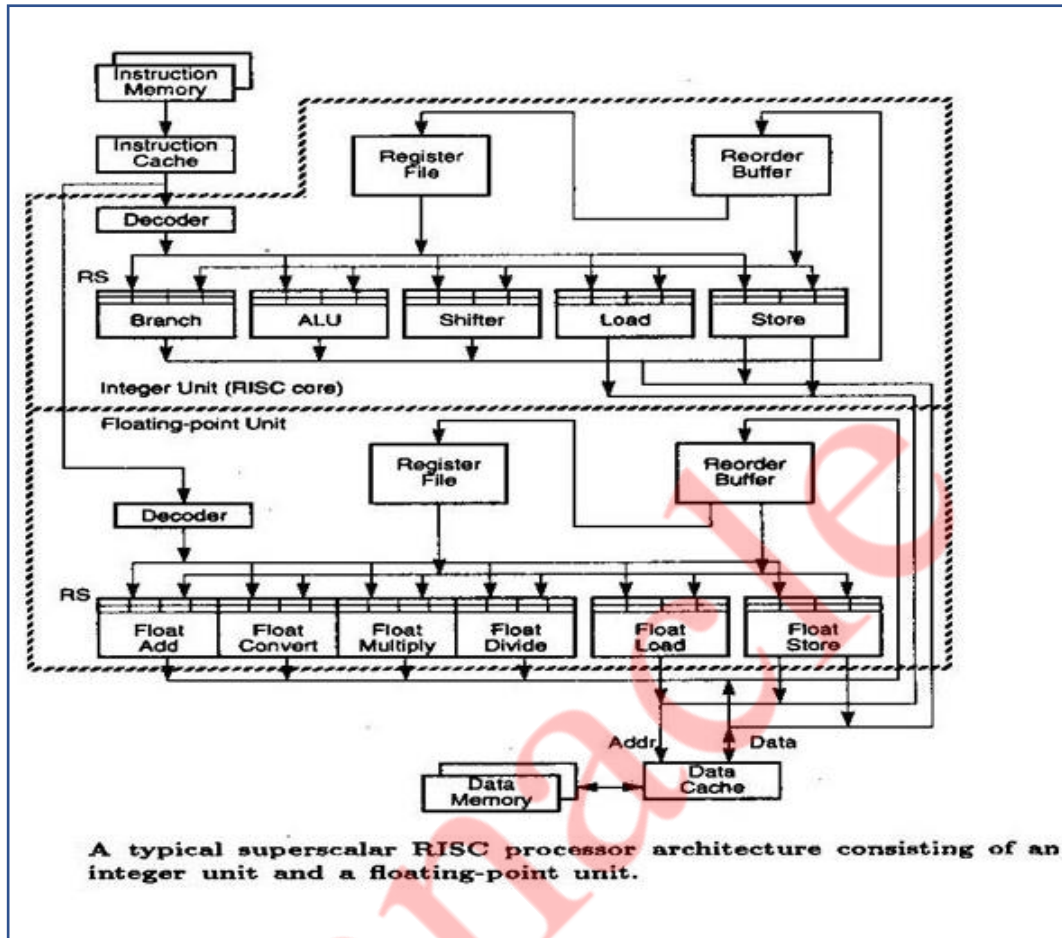 Instruction
Memory
Instruction
Cache
Register
File
Reorder
Buffer
Decoder
RS
Branch
ALU
Shifter
Load
Store
Integer Unit (RISC core)
Floating-point Unit
Register
File
Reorder
Buffer
Decoder
RS
Float
Add
Float
Convert
Float
Multiply
Float
Divide
Float
Load
Float
Store
Addr
Data
Data
Memory
Data
Cache
A typical superscalar RISC processor architecture consisting of an
integer unit and a floating-point unit.
nacle